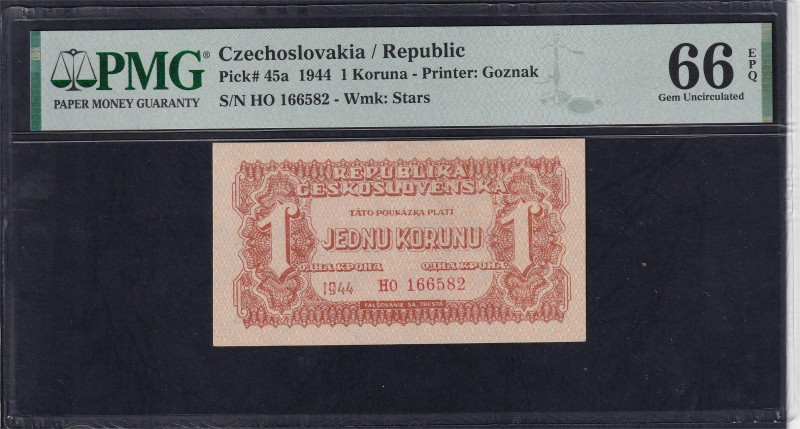 PMG®
PAPER MONEY GUARANTY
Czechoslovakia / Republic
Pick# 45a 1944 1 Koruna - Printer: Goznak
S/N HO 166582 - Wmk: Stars
66 EPQ
Gem Uncirculated
REPUBLIKA
ČESKOSLOVENSKÁ
TÁTO POUKÁZKA PLATÍ
1 JEDNU KORUNU 1
ОДНА КРОНА ОДНА КРОНА
1944 HO 166582
FALŠOVANIE SA TRESTÁ